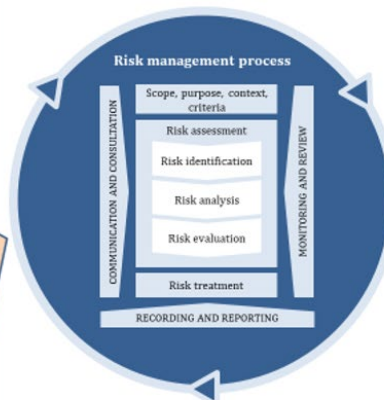 Risk management process
Scope, purpose, context,
criteria
Risk assessment
Risk identification
Risk analysis
Risk evaluation
Risk treatment
COMMUNICATION AND CONSULTATION
MONITORING AND REVIEW
RECORDING AND REPORTING